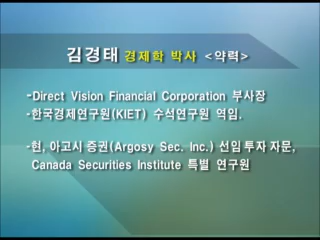 김경태 경제학 박사 <약력>
-Direct Vision Financial Corporation 부사장
-한국경제연구원(KIET) 수석연구원 역임.
-현, 아고시 증권(Argosy Sec. Inc.) 선임 투자 자문,
Canada Securities Institute 특별 연구원